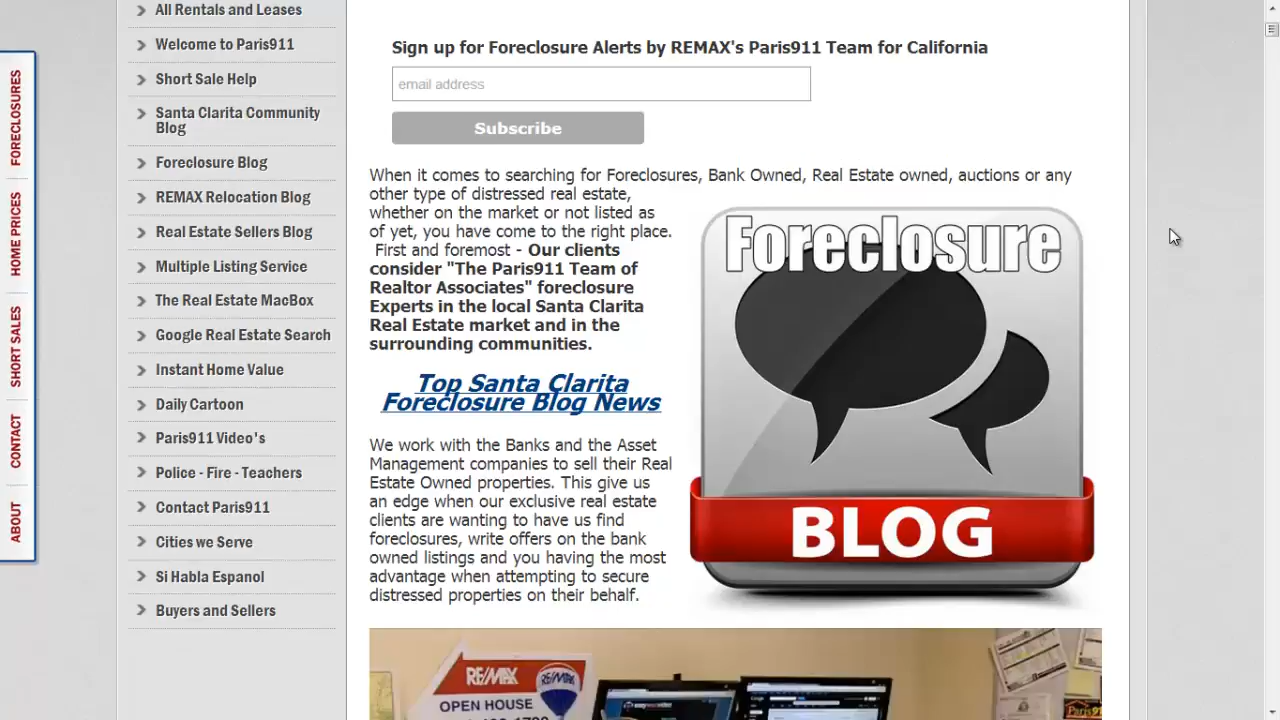 FORECLOSURES
HOME PRICES
SHORT SALES
CONTACT
ABOUT
All Rentals and Leases
Welcome to Paris911
Short Sale Help
Santa Clarita Community
Blog
Foreclosure Blog
REMAX Relocation Blog
Real Estate Sellers Blog
Multiple Listing Service
The Real Estate MacBox
Google Real Estate Search
Instant Home Value
Daily Cartoon
Paris911 Video's
Police - Fire - Teachers
Contact Paris911
Cities we Serve
Si Habla Espanol
Buyers and Sellers
Sign up for Foreclosure Alerts by REMAX's Paris911 Team for California
email address
Subscribe
When it comes to searching for Foreclosures, Bank Owned, Real Estate owned, auctions or any
other type of distressed real estate,
whether on the market or not listed as
of yet, you have come to the right place.
First and foremost - Our clients
consider "The Paris911 Team of
Realtor Associates" foreclosure
Experts in the local Santa Clarita
Real Estate market and in the
surrounding communities.
Top Santa Clarita
Foreclosure Blog News
We work with the Banks and the Asset
Management companies to sell their Real
Estate Owned properties. This give us
an edge when our exclusive real estate
clients are wanting to have us find
foreclosures, write offers on the bank
owned listings and you having the most
advantage when attempting to secure
distressed properties on their behalf.
Foreclosure
BLOG
RE/MAX
OPEN HOUSE
RE/MAX